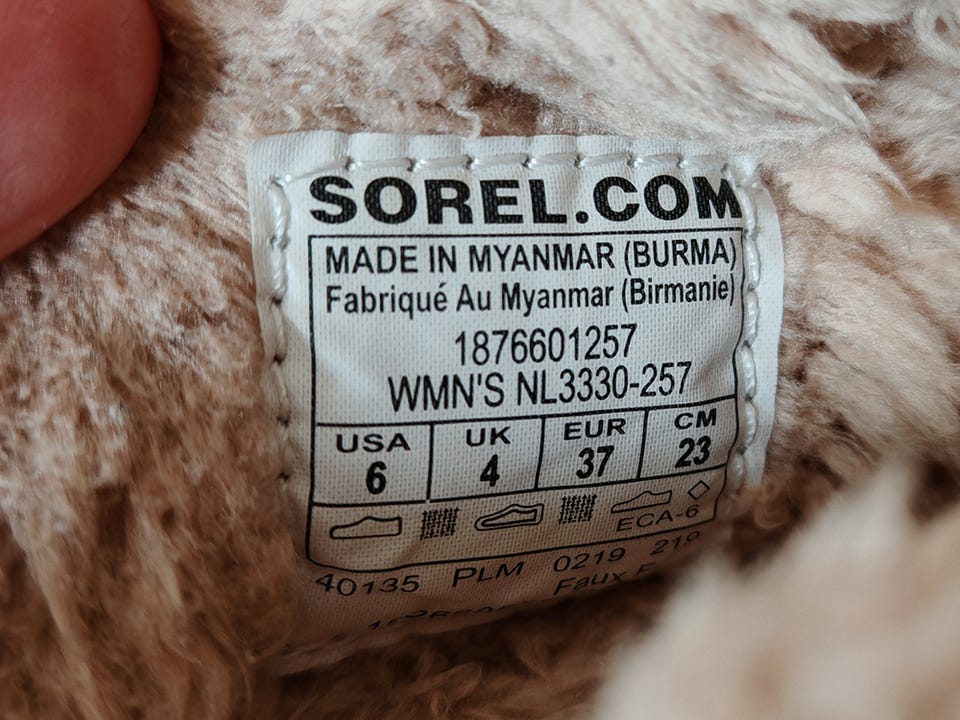 SOREL.COM
MADE IN MYANMAR (BURMA)
Fabriqué Au Myanmar (Birmanie)
1876601257
WMN'S NL3330-257
USA UK EUR CM
6 4 37 23
ECA-6
40135 PLM 0219 219
Faux